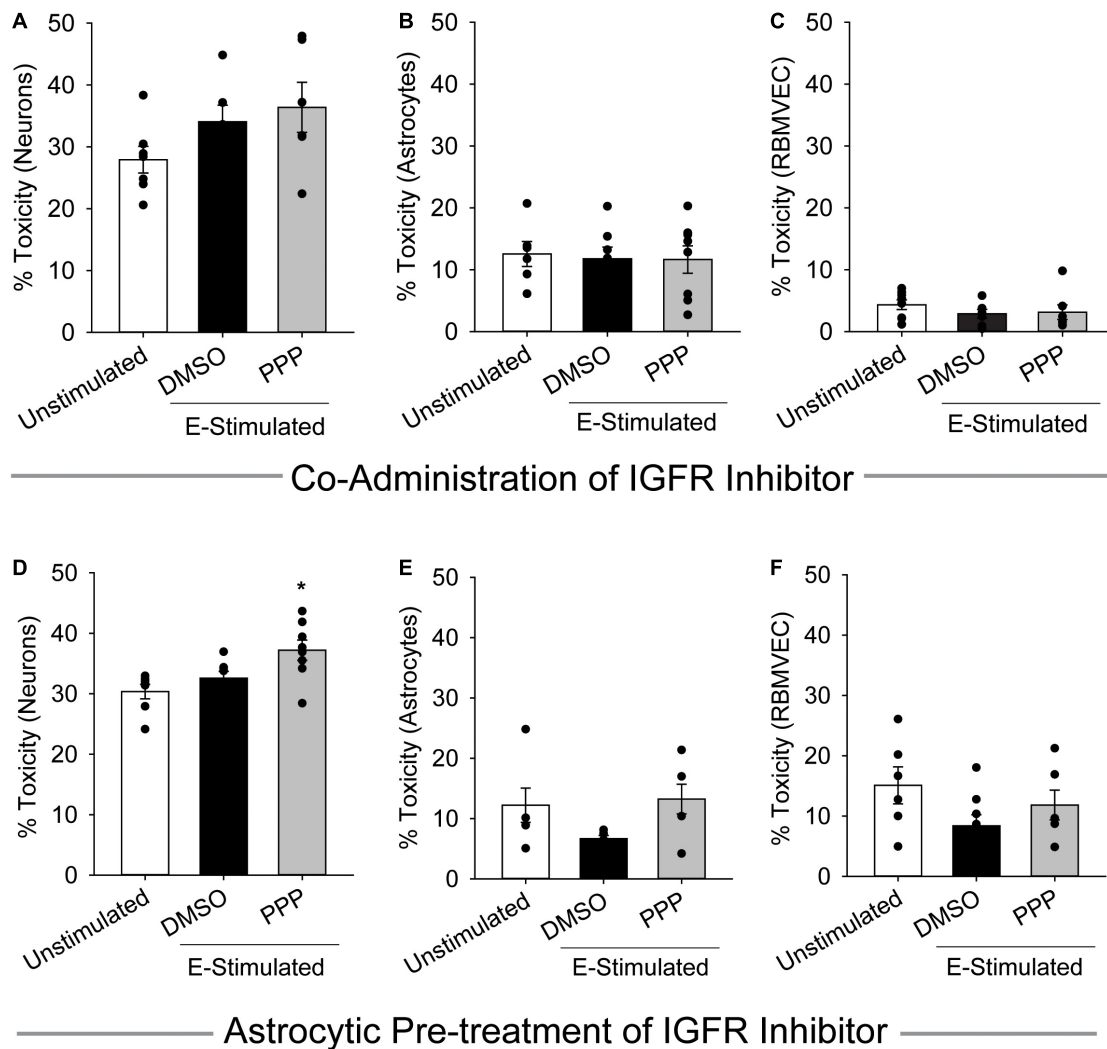 A
% Toxicity (Neurons)
50
40
30
20
10
0
Unstimulated
DMSO
PPP
E-Stimulated
B
% Toxicity (Astrocytes)
50
40
30
20
10
0
Unstimulated
DMSO
PPP
E-Stimulated
C
% Toxicity (RBMVEC)
50
40
30
20
10
0
Unstimulated
DMSO
PPP
E-Stimulated
Co-Administration of IGFR Inhibitor
D
% Toxicity (Neurons)
50
40
30
20
10
0
*
Unstimulated
DMSO
PPP
E-Stimulated
E
% Toxicity (Astrocytes)
50
40
30
20
10
0
Unstimulated
DMSO
PPP
E-Stimulated
F
% Toxicity (RBMVEC)
50
40
30
20
10
0
Unstimulated
DMSO
PPP
E-Stimulated
Astrocytic Pre-treatment of IGFR Inhibitor